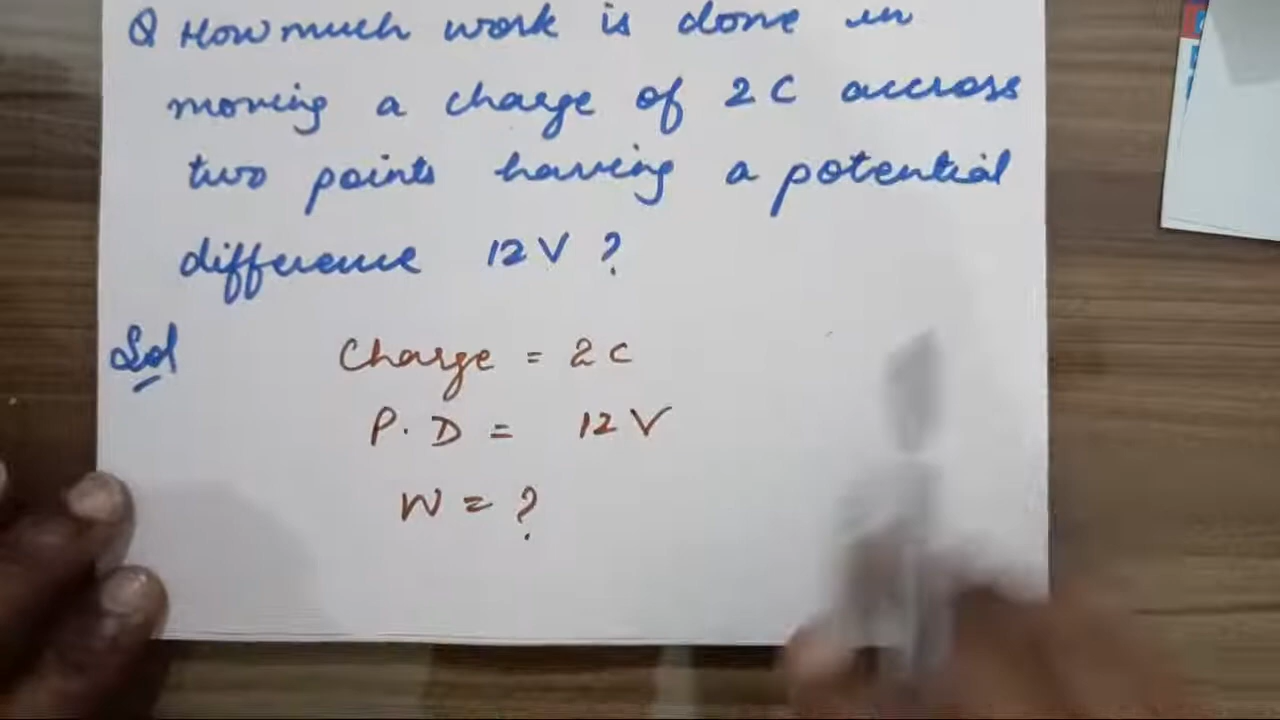 Q How much work is done in
moving a charge of 2 C accross
two points having a potential
difference 12 V ?
Sol
Charge = 2 C
P. D = 12 V
W = ?